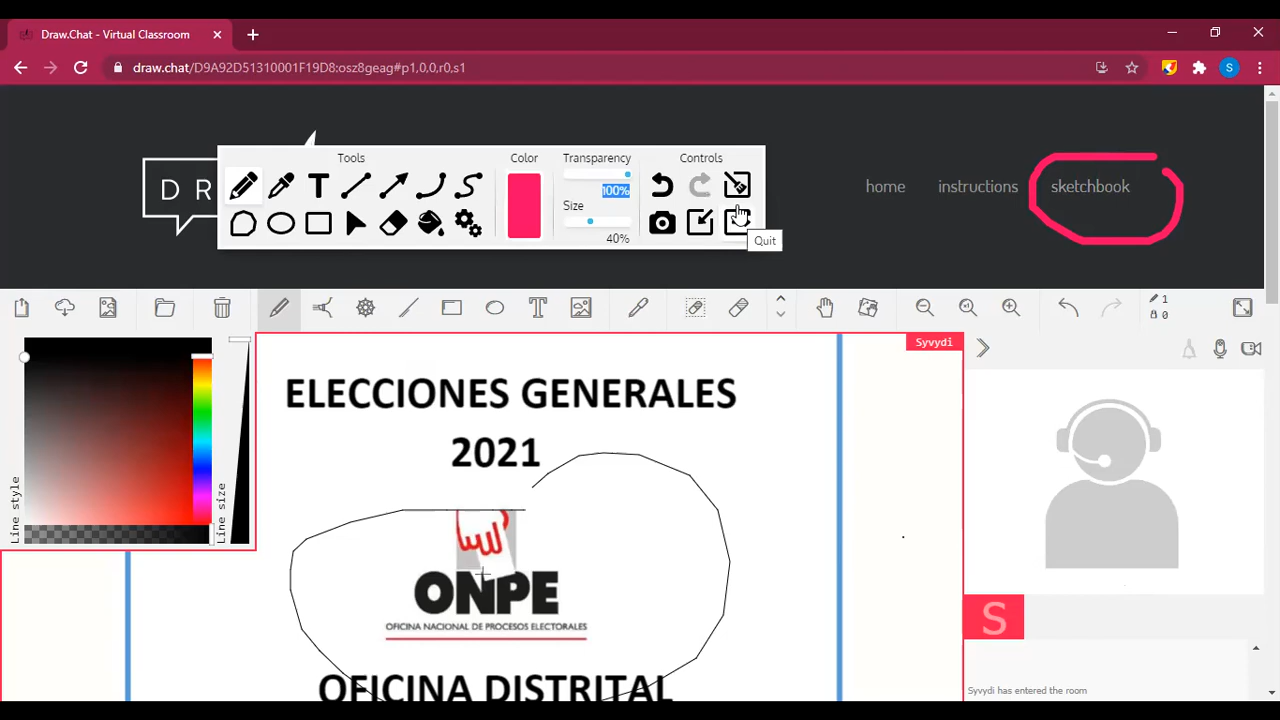 Draw.Chat - Virtual Classroom
draw.chat/D9A92D51310001F19D8:osz8geag#p1,0,0,r0,s1
S
D R
Tools
Color
Transparency
Controls
100%
Size
40%
Quit
home
instructions
sketchbook
1
0
Line style
Line size
Syvydi
ELECCIONES GENERALES
2021
ONPE
OFICINA NACIONAL DE PROCESOS ELECTORALES
OFICINA DISTRITAL
S
Syvydi has entered the room